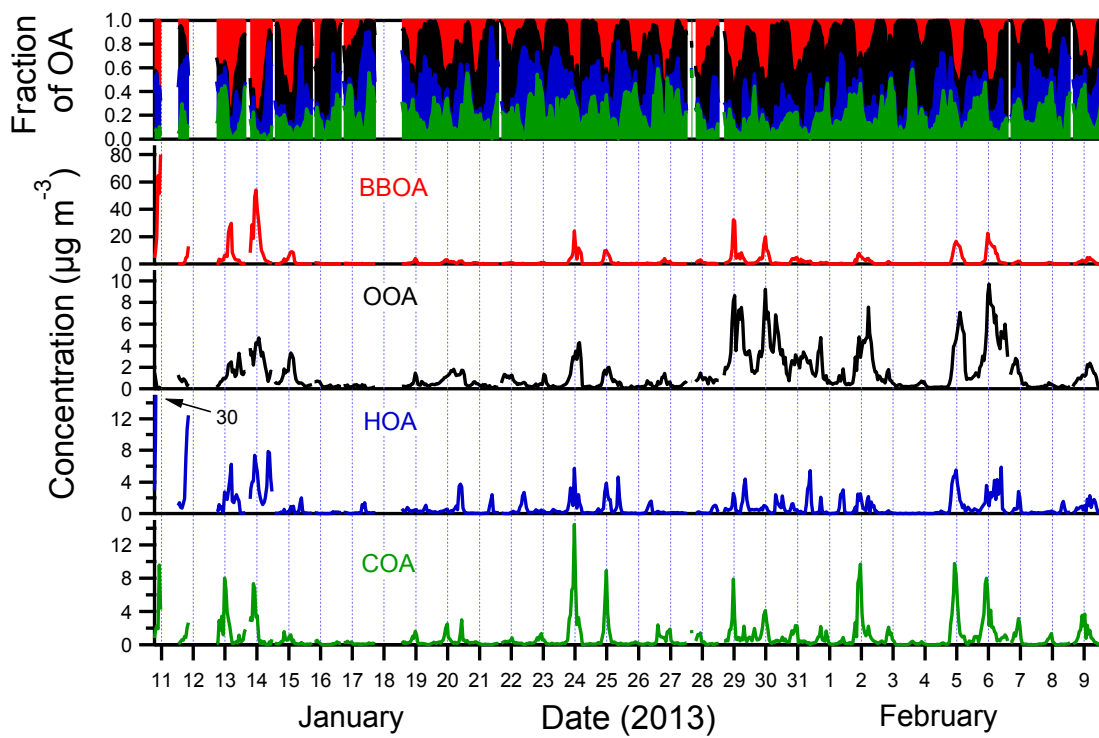 Fraction
of OA
1.0
0.8
0.6
0.4
0.2
0.0
Concentration (µg m⁻³)
80
60
40
20
0
BBOA
10
8
6
4
2
0
OOA
12
8
4
0
30
HOA
12
8
4
0
COA
11 12 13 14 15 16 17 18 19 20 21 22 23 24 25 26 27 28 29 30 31 1 2 3 4 5 6 7 8 9
January Date (2013) February